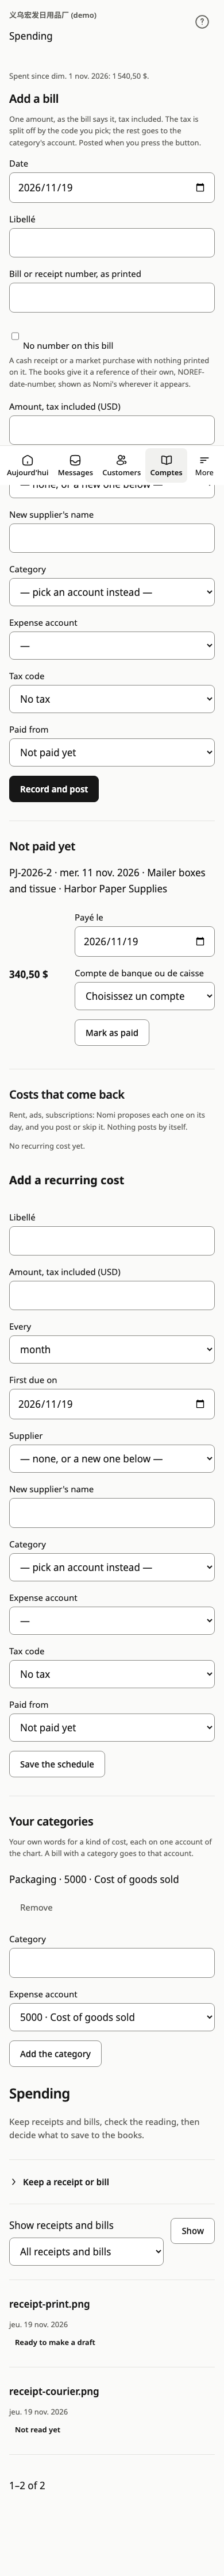 义乌宏发日用品厂 (demo)
Spending
Spent since dim. 1 nov. 2026: 1 540,50 $.
Add a bill
One amount, as the bill says it, tax included. The tax is
split off by the code you pick; the rest goes to the
category's account. Posted when you press the button.
Date
2026/11/19
Libellé
Bill or receipt number, as printed
No number on this bill
A cash receipt or a market purchase with nothing printed
on it. The books give it a reference of their own, NOREF-
date-number, shown as Nomi's wherever it appears.
Amount, tax included (USD)
Aujourd'hui
Messages
Customers
Comptes
More
— none, or a new one below —
New supplier's name
Category
— pick an account instead —
Expense account
—
Tax code
No tax
Paid from
Not paid yet
Record and post
Not paid yet
PJ-2026-2 · mer. 11 nov. 2026 · Mailer boxes
and tissue · Harbor Paper Supplies
Payé le
2026/11/19
340,50 $
Compte de banque ou de caisse
Choisissez un compte
Mark as paid
Costs that come back
Rent, ads, subscriptions: Nomi proposes each one on its
day, and you post or skip it. Nothing posts by itself.
No recurring cost yet.
Add a recurring cost
Libellé
Amount, tax included (USD)
Every
month
First due on
2026/11/19
Supplier
— none, or a new one below —
New supplier's name
Category
— pick an account instead —
Expense account
—
Tax code
No tax
Paid from
Not paid yet
Save the schedule
Your categories
Your own words for a kind of cost, each on one account of
the chart. A bill with a category goes to that account.
Packaging · 5000 · Cost of goods sold
Remove
Category
Expense account
5000 · Cost of goods sold
Add the category
Spending
Keep receipts and bills, check the reading, then
decide what to save to the books.
Keep a receipt or bill
Show receipts and bills
All receipts and bills
Show
receipt-print.png
jeu. 19 nov. 2026
Ready to make a draft
receipt-courier.png
jeu. 19 nov. 2026
Not read yet
1–2 of 2